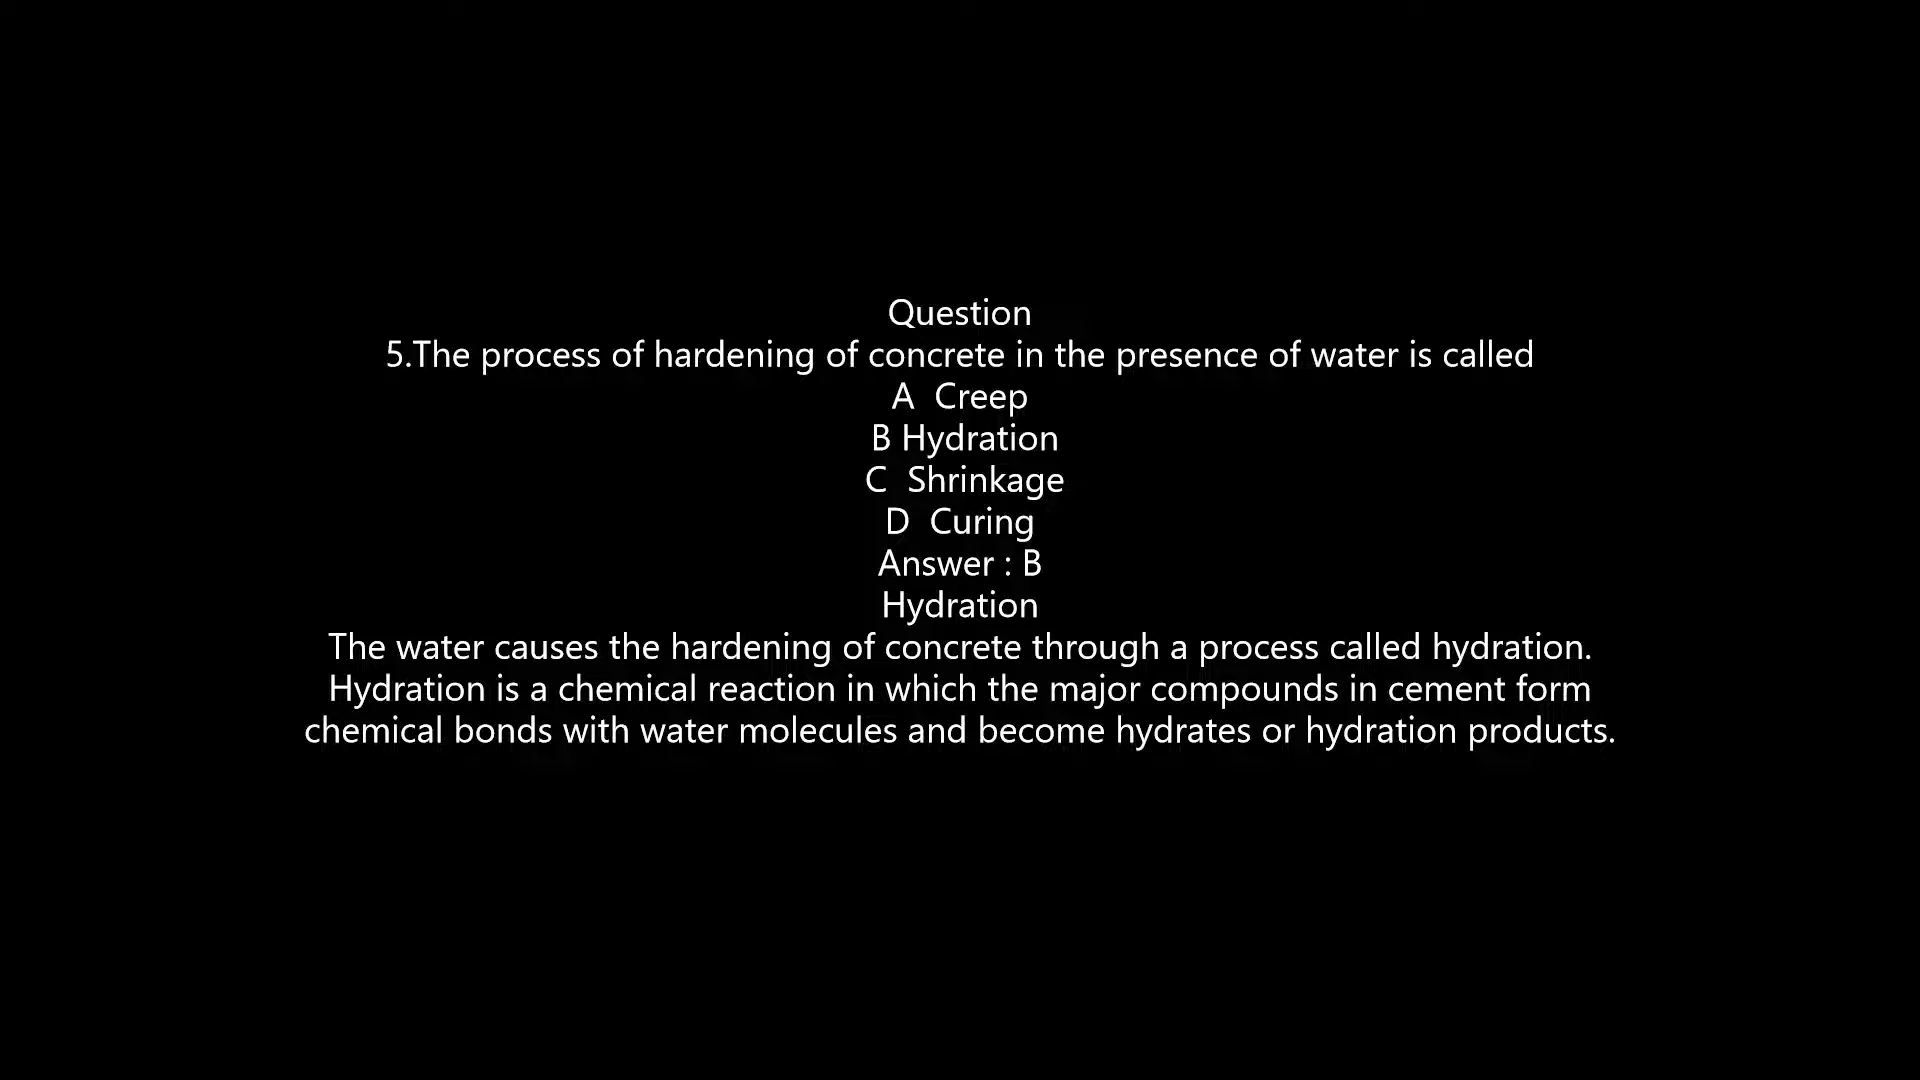 Question
5.The process of hardening of concrete in the presence of water is called
A  Creep
B Hydration
C  Shrinkage
D  Curing
Answer : B
Hydration
The water causes the hardening of concrete through a process called hydration.
Hydration is a chemical reaction in which the major compounds in cement form
chemical bonds with water molecules and become hydrates or hydration products.